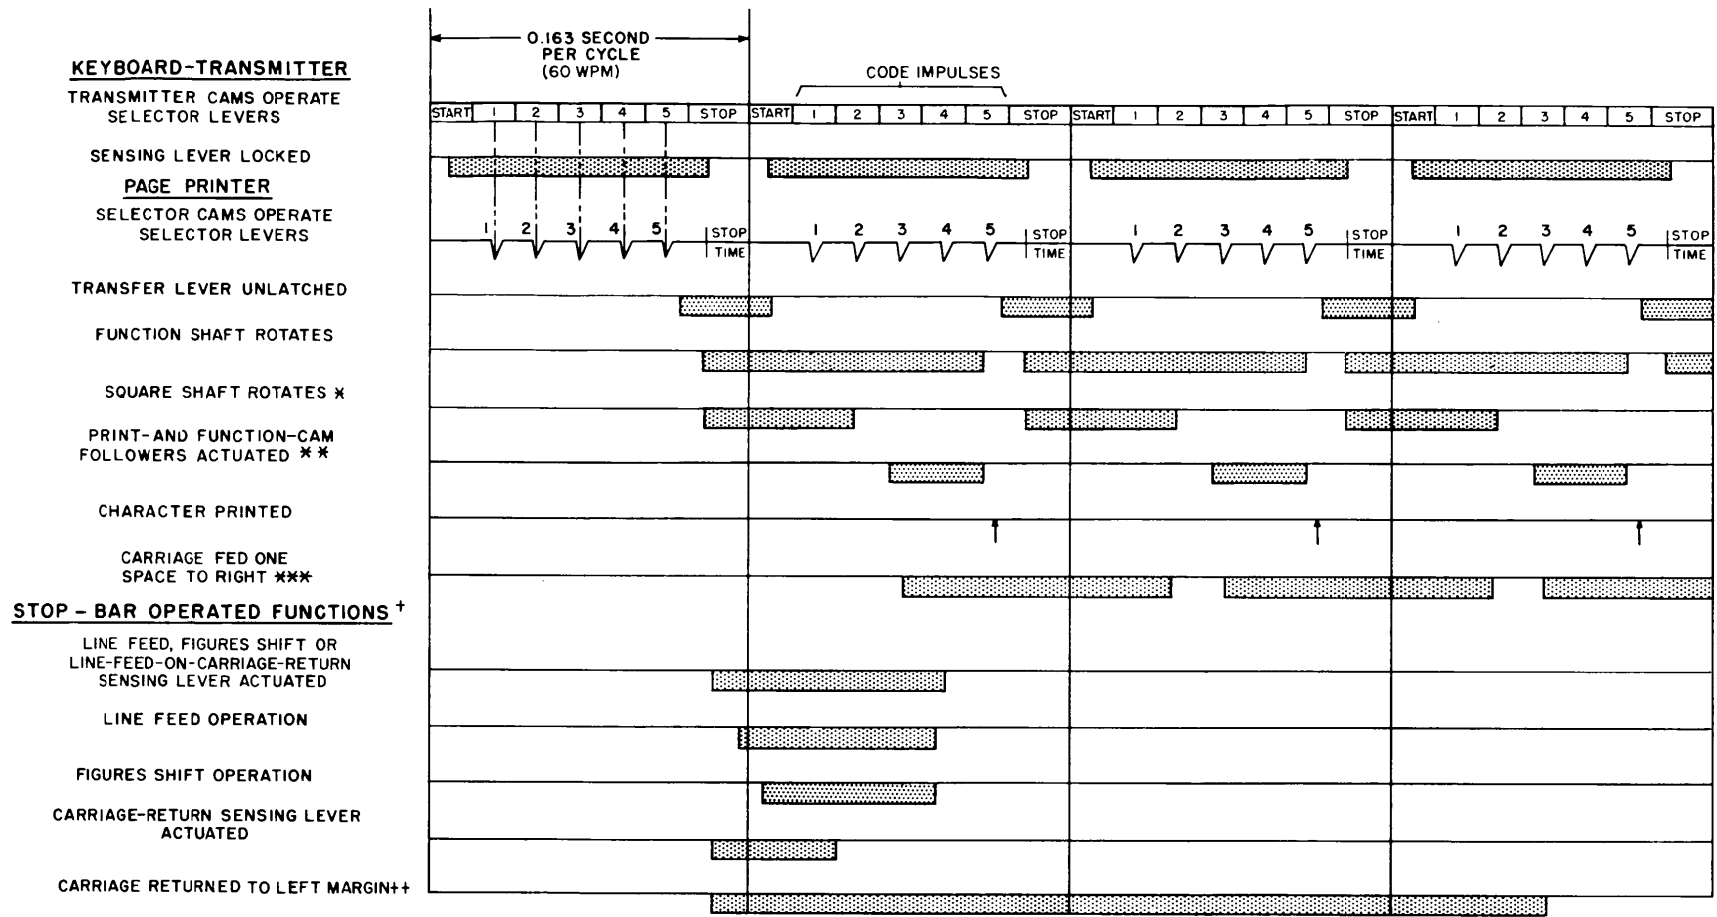 0.163 SECOND
PER CYCLE
(60 WPM)
KEYBOARD-TRANSMITTER
CODE IMPULSES
TRANSMITTER CAMS OPERATE
SELECTOR LEVERS
START 1 2 3 4 5 STOP START 1 2 3 4 5 STOP START 1 2 3 4 5 STOP START 1 2 3 4 5 STOP
SENSING LEVER LOCKED
PAGE PRINTER
SELECTOR CAMS OPERATE
SELECTOR LEVERS
1 2 3 4 5 STOP TIME 1 2 3 4 5 STOP TIME 1 2 3 4 5 STOP TIME 1 2 3 4 5 STOP TIME
TRANSFER LEVER UNLATCHED
FUNCTION SHAFT ROTATES
SQUARE SHAFT ROTATES *
PRINT-AND FUNCTION-CAM
FOLLOWERS ACTUATED **
CHARACTER PRINTED
CARRIAGE FED ONE
SPACE TO RIGHT ***
STOP - BAR OPERATED FUNCTIONS †
LINE FEED, FIGURES SHIFT OR
LINE-FEED-ON-CARRIAGE-RETURN
SENSING LEVER ACTUATED
LINE FEED OPERATION
FIGURES SHIFT OPERATION
CARRIAGE-RETURN SENSING LEVER
ACTUATED
CARRIAGE RETURNED TO LEFT MARGIN++